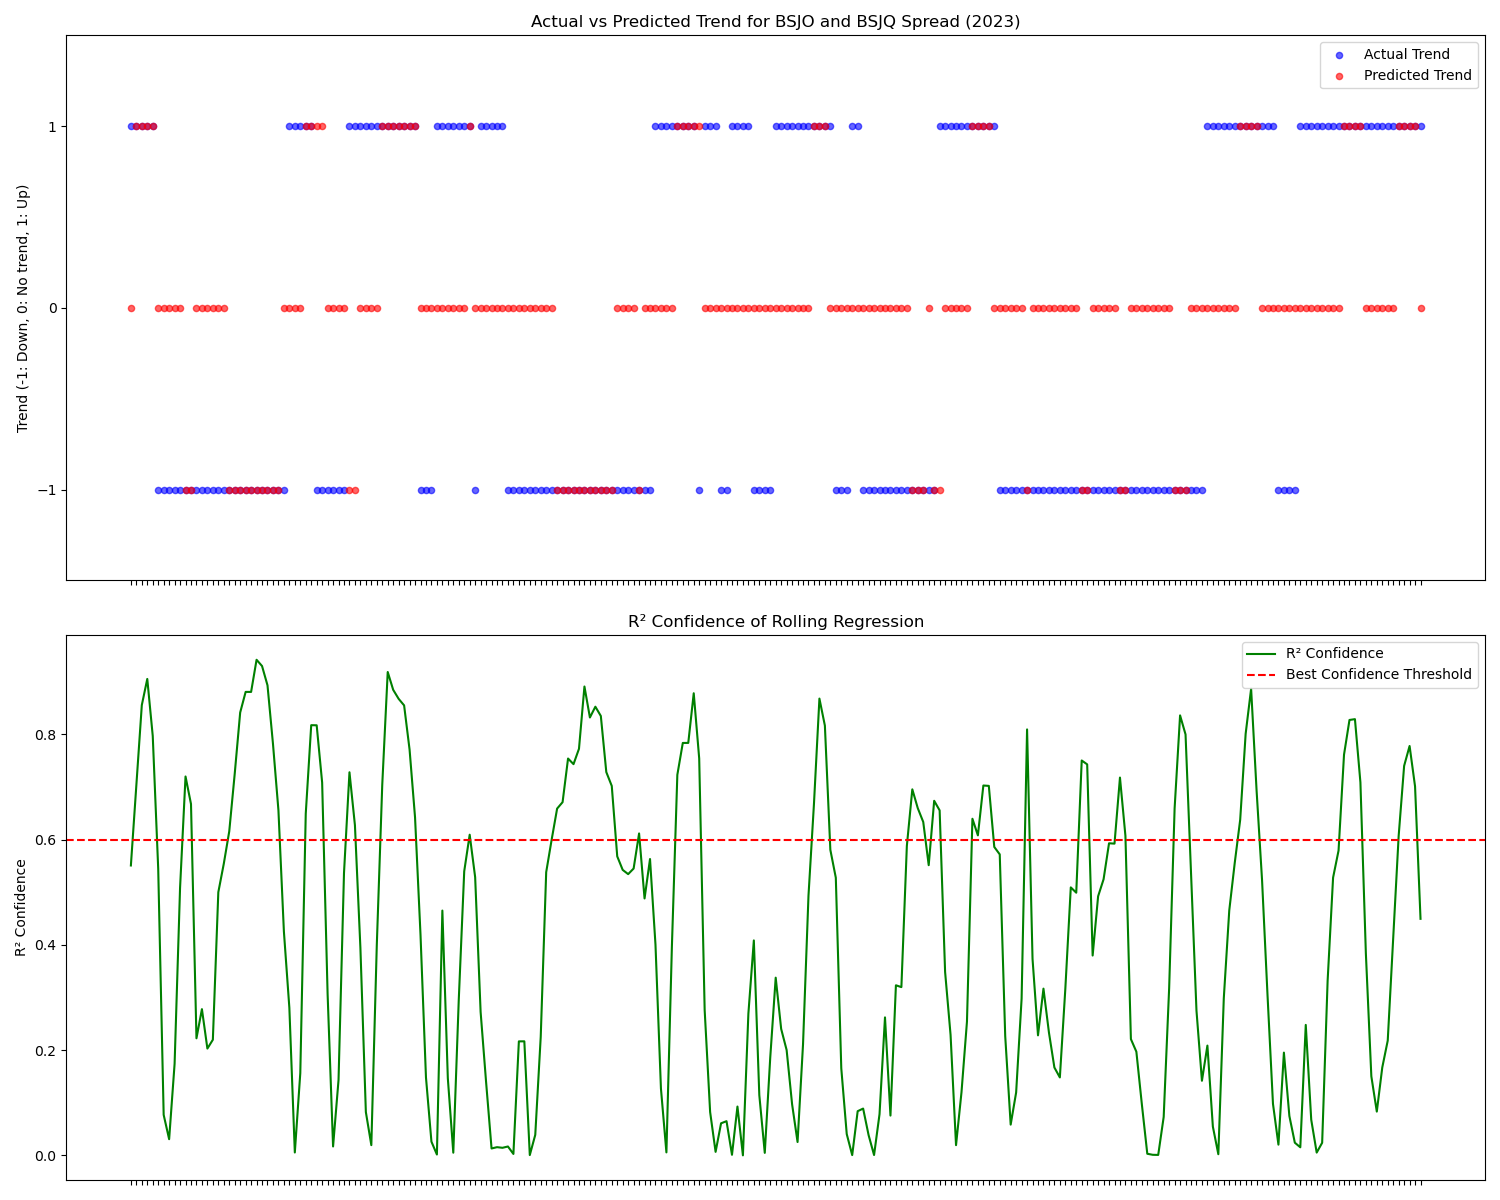 Actual vs Predicted Trend for BSJO and BSJQ Spread (2023)
Actual Trend
Predicted Trend
Trend (-1: Down, 0: No trend, 1: Up)
1
0
−1
R² Confidence of Rolling Regression
R² Confidence
Best Confidence Threshold
R² Confidence
0.8
0.6
0.4
0.2
0.0